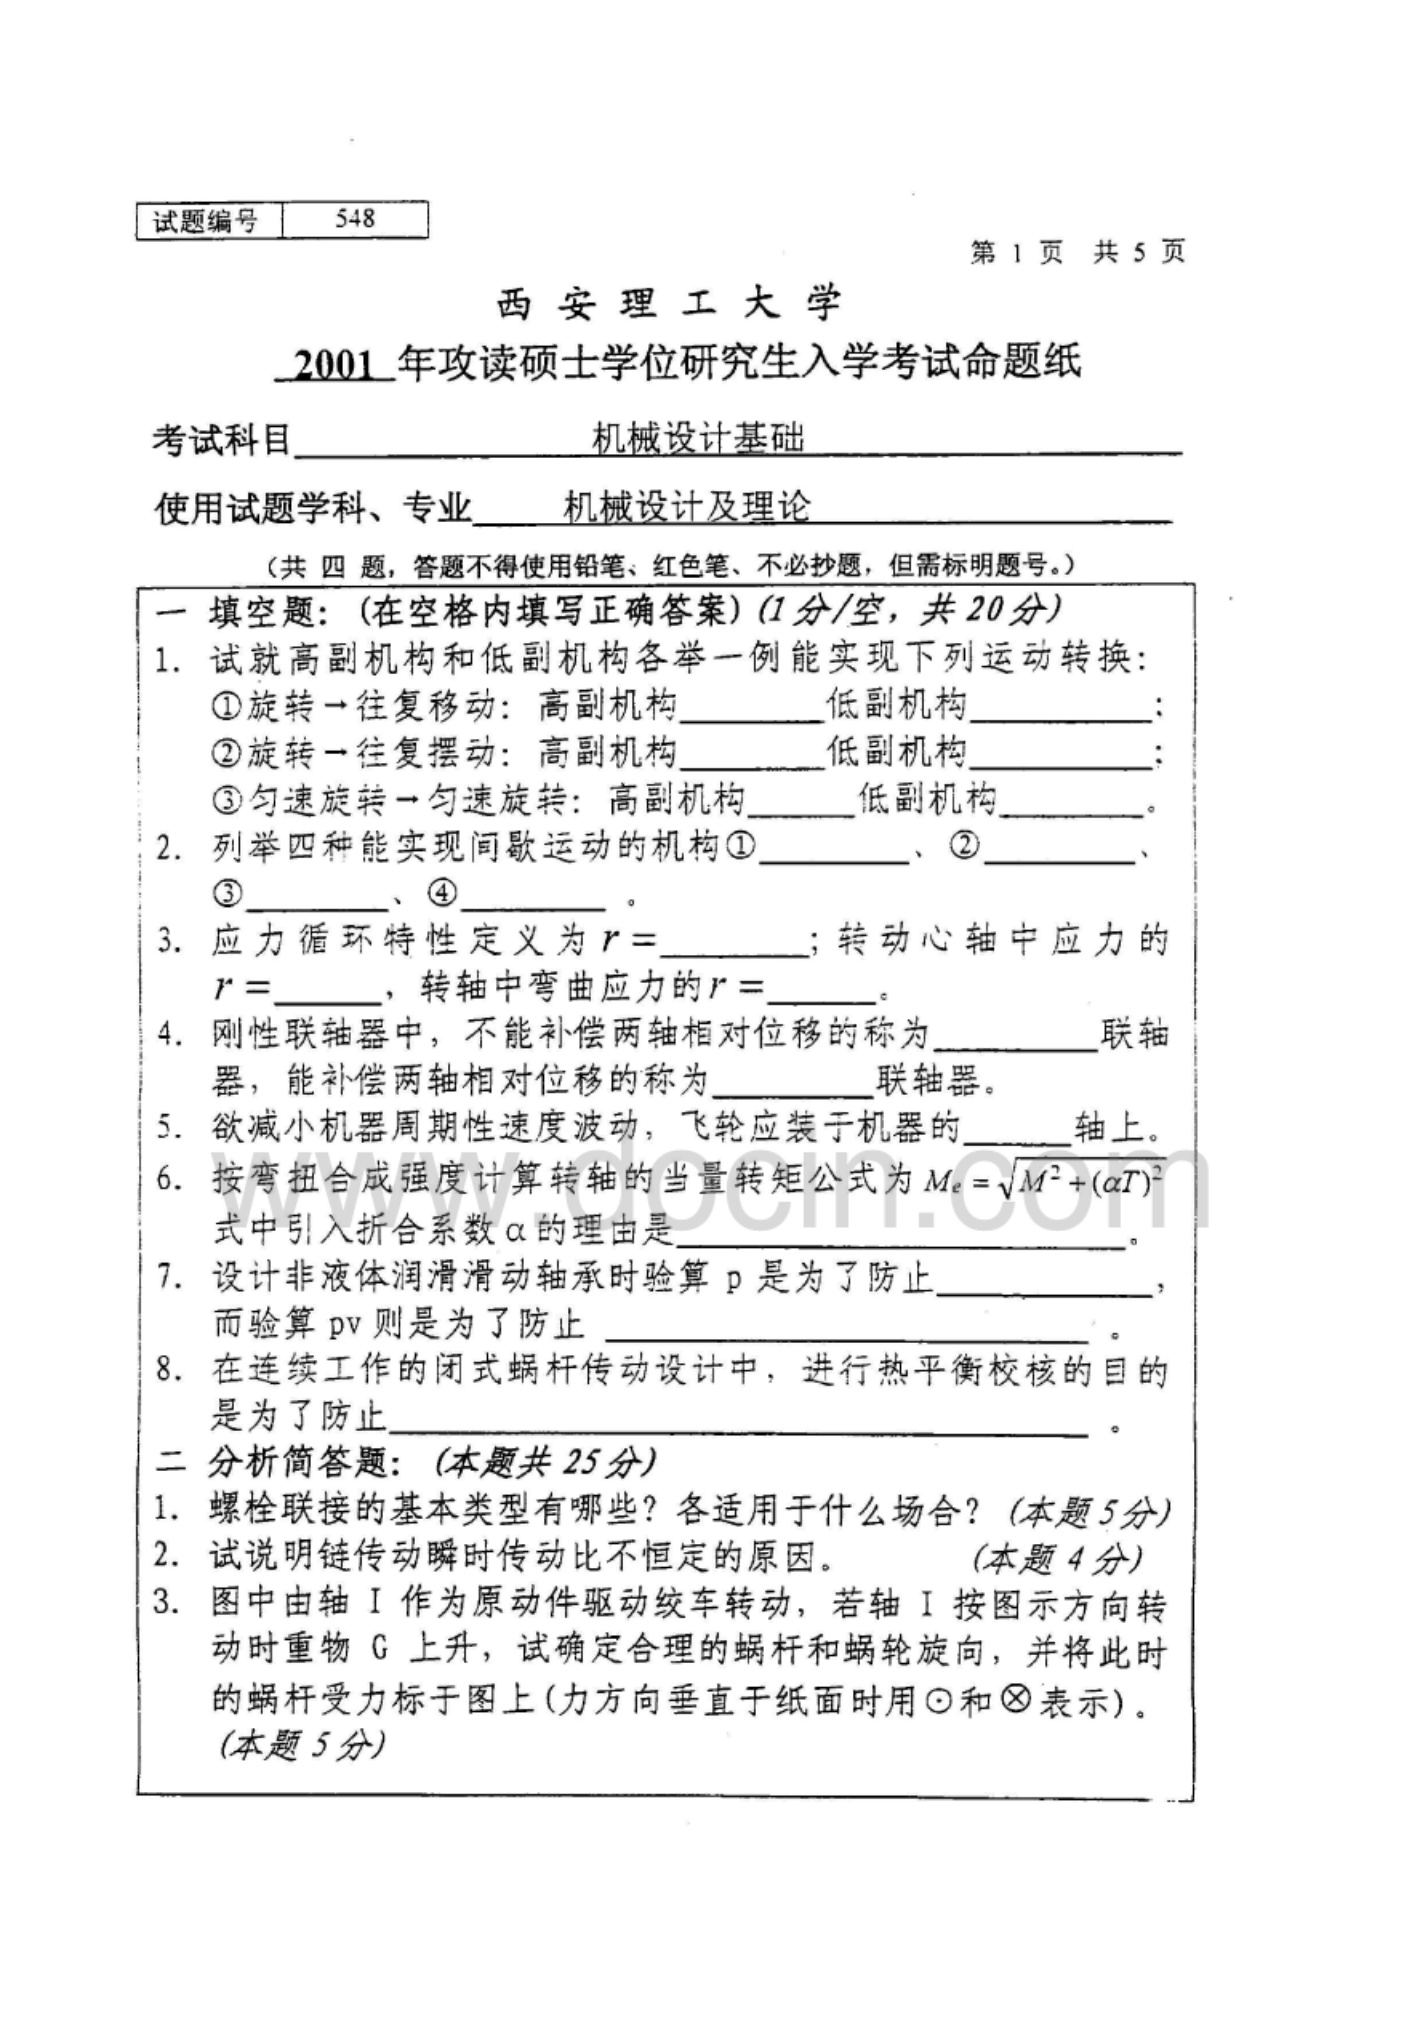 试题编号 548
第 1 页 共 5 页
西安理工大学
2001 年攻读硕士学位研究生入学考试命题纸
考试科目 机械设计基础
使用试题学科、专业 机械设计及理论
（共 四 题，答题不得使用铅笔、红色笔、不必抄题，但需标明题号。）
一 填空题：（在空格内填写正确答案）（1分/空，共20分）
1. 试就高副机构和低副机构各举一例能实现下列运动转换：
①旋转→往复移动：高副机构________低副机构__________；
②旋转→往复摆动：高副机构________低副机构__________；
③匀速旋转→匀速旋转：高副机构______低副机构________。
2. 列举四种能实现间歇运动的机构①________、②________、
③________、④________。
3. 应力循环特性定义为r=________；转动心轴中应力的
r=______，转轴中弯曲应力的r=______。
4. 刚性联轴器中，不能补偿两轴相对位移的称为_________联轴
器，能补偿两轴相对位移的称为_________联轴器。
5. 欲减小机器周期性速度波动，飞轮应装于机器的______轴上。
6. 按弯扭合成强度计算转轴的当量转矩公式为 Me=√M²+(αT)²
式中引入折合系数α的理由是_________________________。
7. 设计非液体润滑滑动轴承时验算 p 是为了防止____________，
而验算 pv 则是为了防止 ___________________________。
8. 在连续工作的闭式蜗杆传动设计中，进行热平衡校核的目的
是为了防止_______________________________________。
二 分析简答题：（本题共25分）
1. 螺栓联接的基本类型有哪些？各适用于什么场合？（本题5分）
2. 试说明链传动瞬时传动比不恒定的原因。 （本题4分）
3. 图中由轴 I 作为原动件驱动绞车转动，若轴 I 按图示方向转
动时重物 G 上升，试确定合理的蜗杆和蜗轮旋向，并将此时
的蜗杆受力标于图上（力方向垂直于纸面时用⊙和⊗表示）。
（本题5分）
www.docin.com